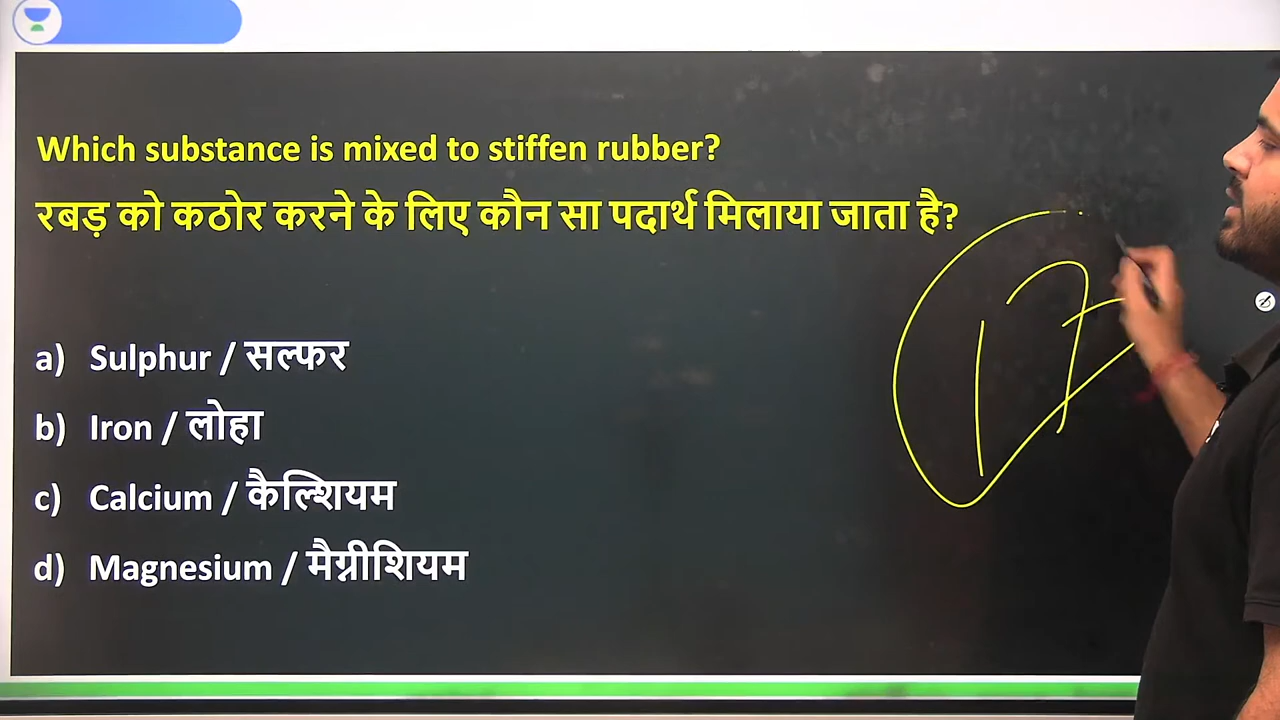 Which substance is mixed to stiffen rubber?
रबड़ को कठोर करने के लिए कौन सा पदार्थ मिलाया जाता है?
17
a) Sulphur / सल्फर
b) Iron / लोहा
c) Calcium / कैल्शियम
d) Magnesium / मैग्नीशियम